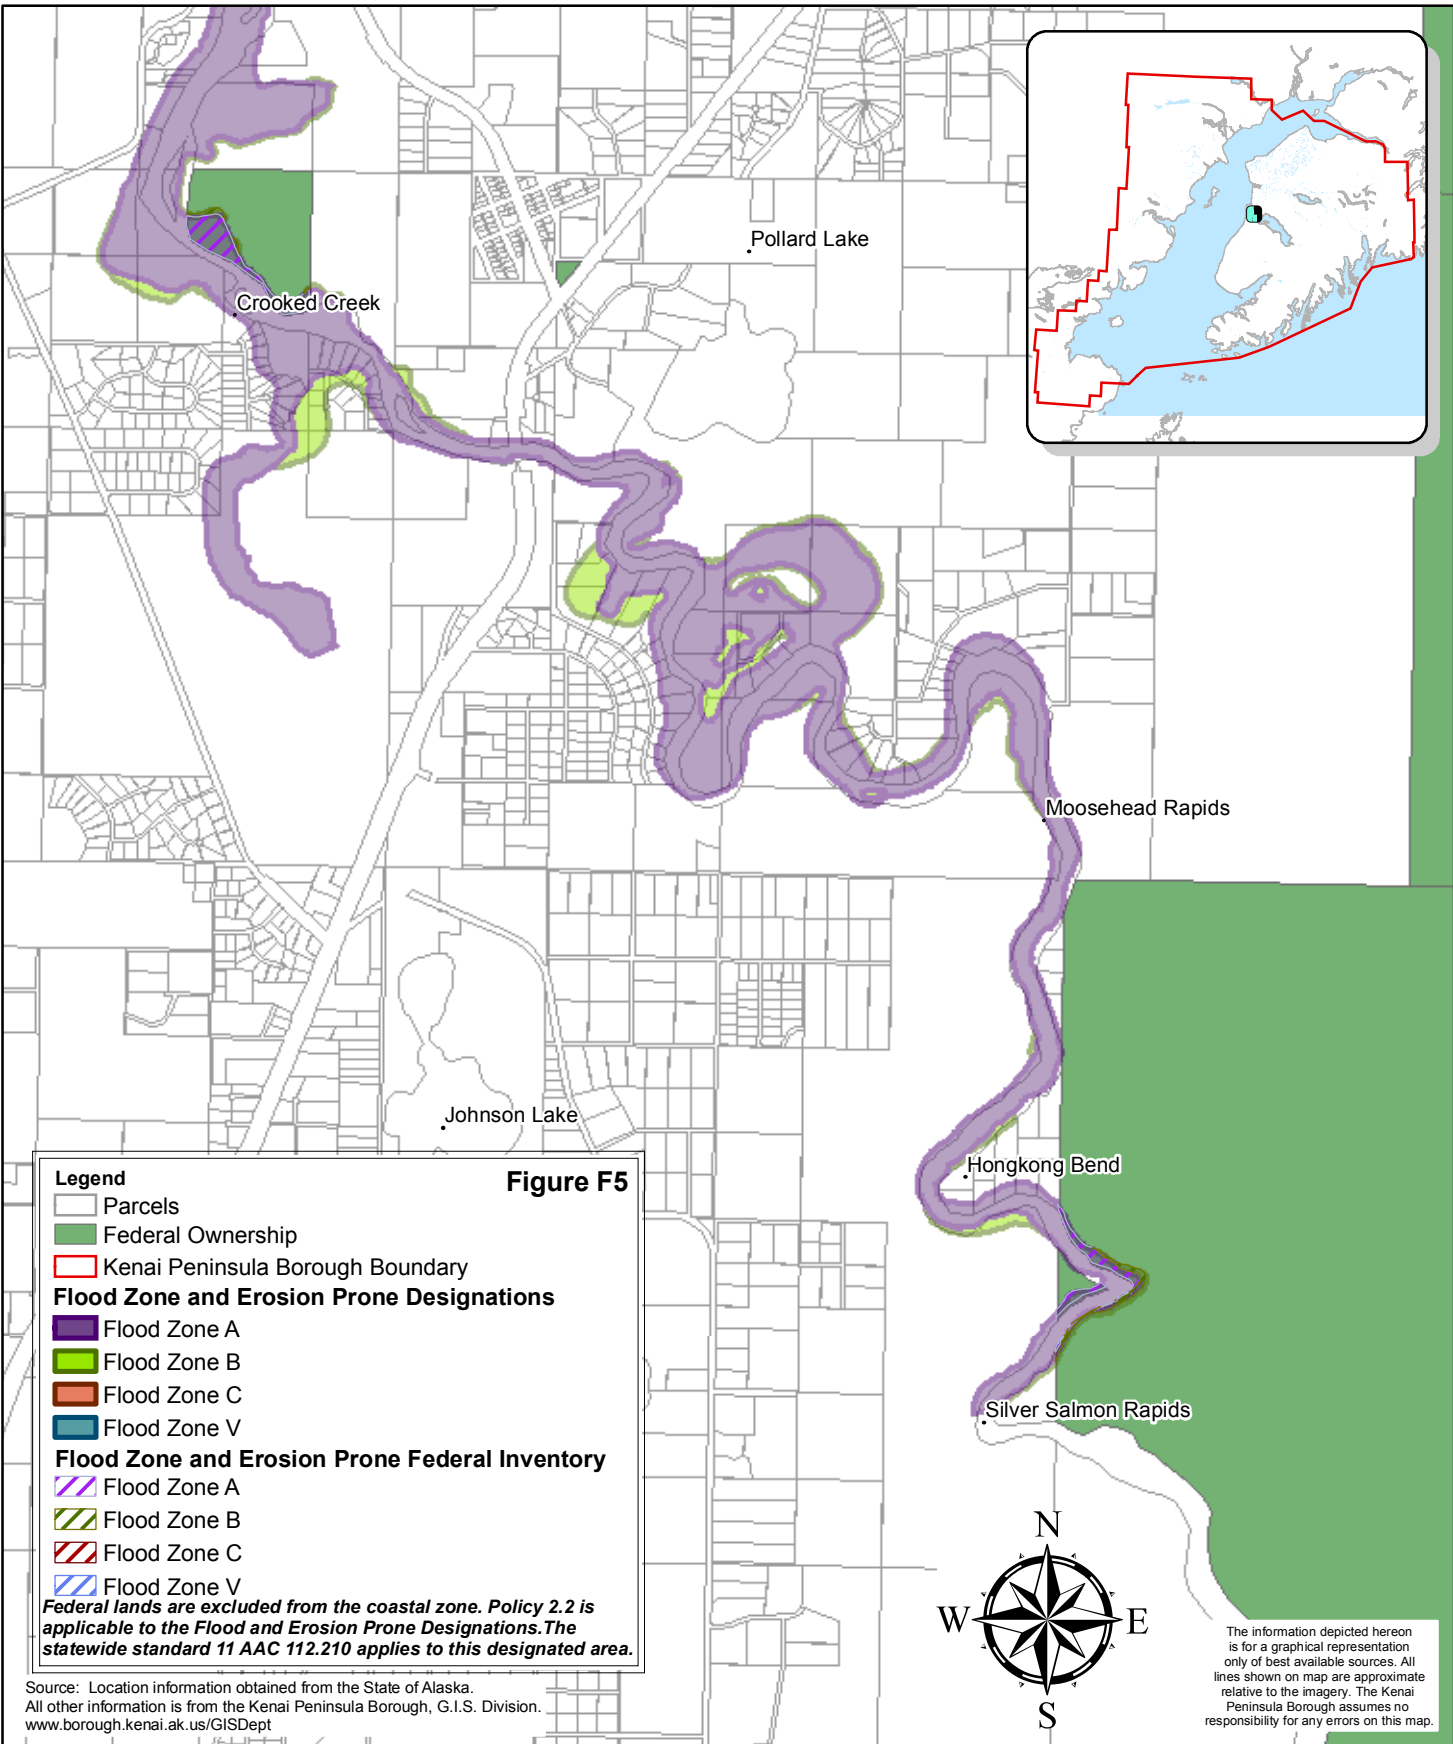 Pollard Lake
Crooked Creek
Moosehead Rapids
Johnson Lake
Hongkong Bend
Silver Salmon Rapids
Legend
Figure F5
Parcels
Federal Ownership
Kenai Peninsula Borough Boundary
Flood Zone and Erosion Prone Designations
Flood Zone A
Flood Zone B
Flood Zone C
Flood Zone V
Flood Zone and Erosion Prone Federal Inventory
Flood Zone A
Flood Zone B
Flood Zone C
Flood Zone V
Federal lands are excluded from the coastal zone. Policy 2.2 is
applicable to the Flood and Erosion Prone Designations.The
statewide standard 11 AAC 112.210 applies to this designated area.
Source: Location information obtained from the State of Alaska.
All other information is from the Kenai Peninsula Borough, G.I.S. Division.
www.borough.kenai.ak.us/GISDept
N
W
E
S
The information depicted hereon
is for a graphical representation
only of best available sources. All
lines shown on map are approximate
relative to the imagery. The Kenai
Peninsula Borough assumes no
responsibility for any errors on this map.